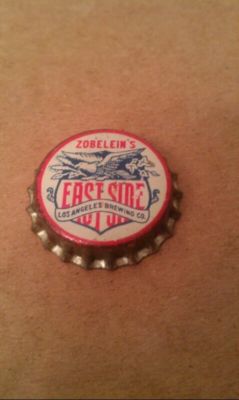 ZOBELEIN'S
EAST SIDE
LOS ANGELES BREWING CO.